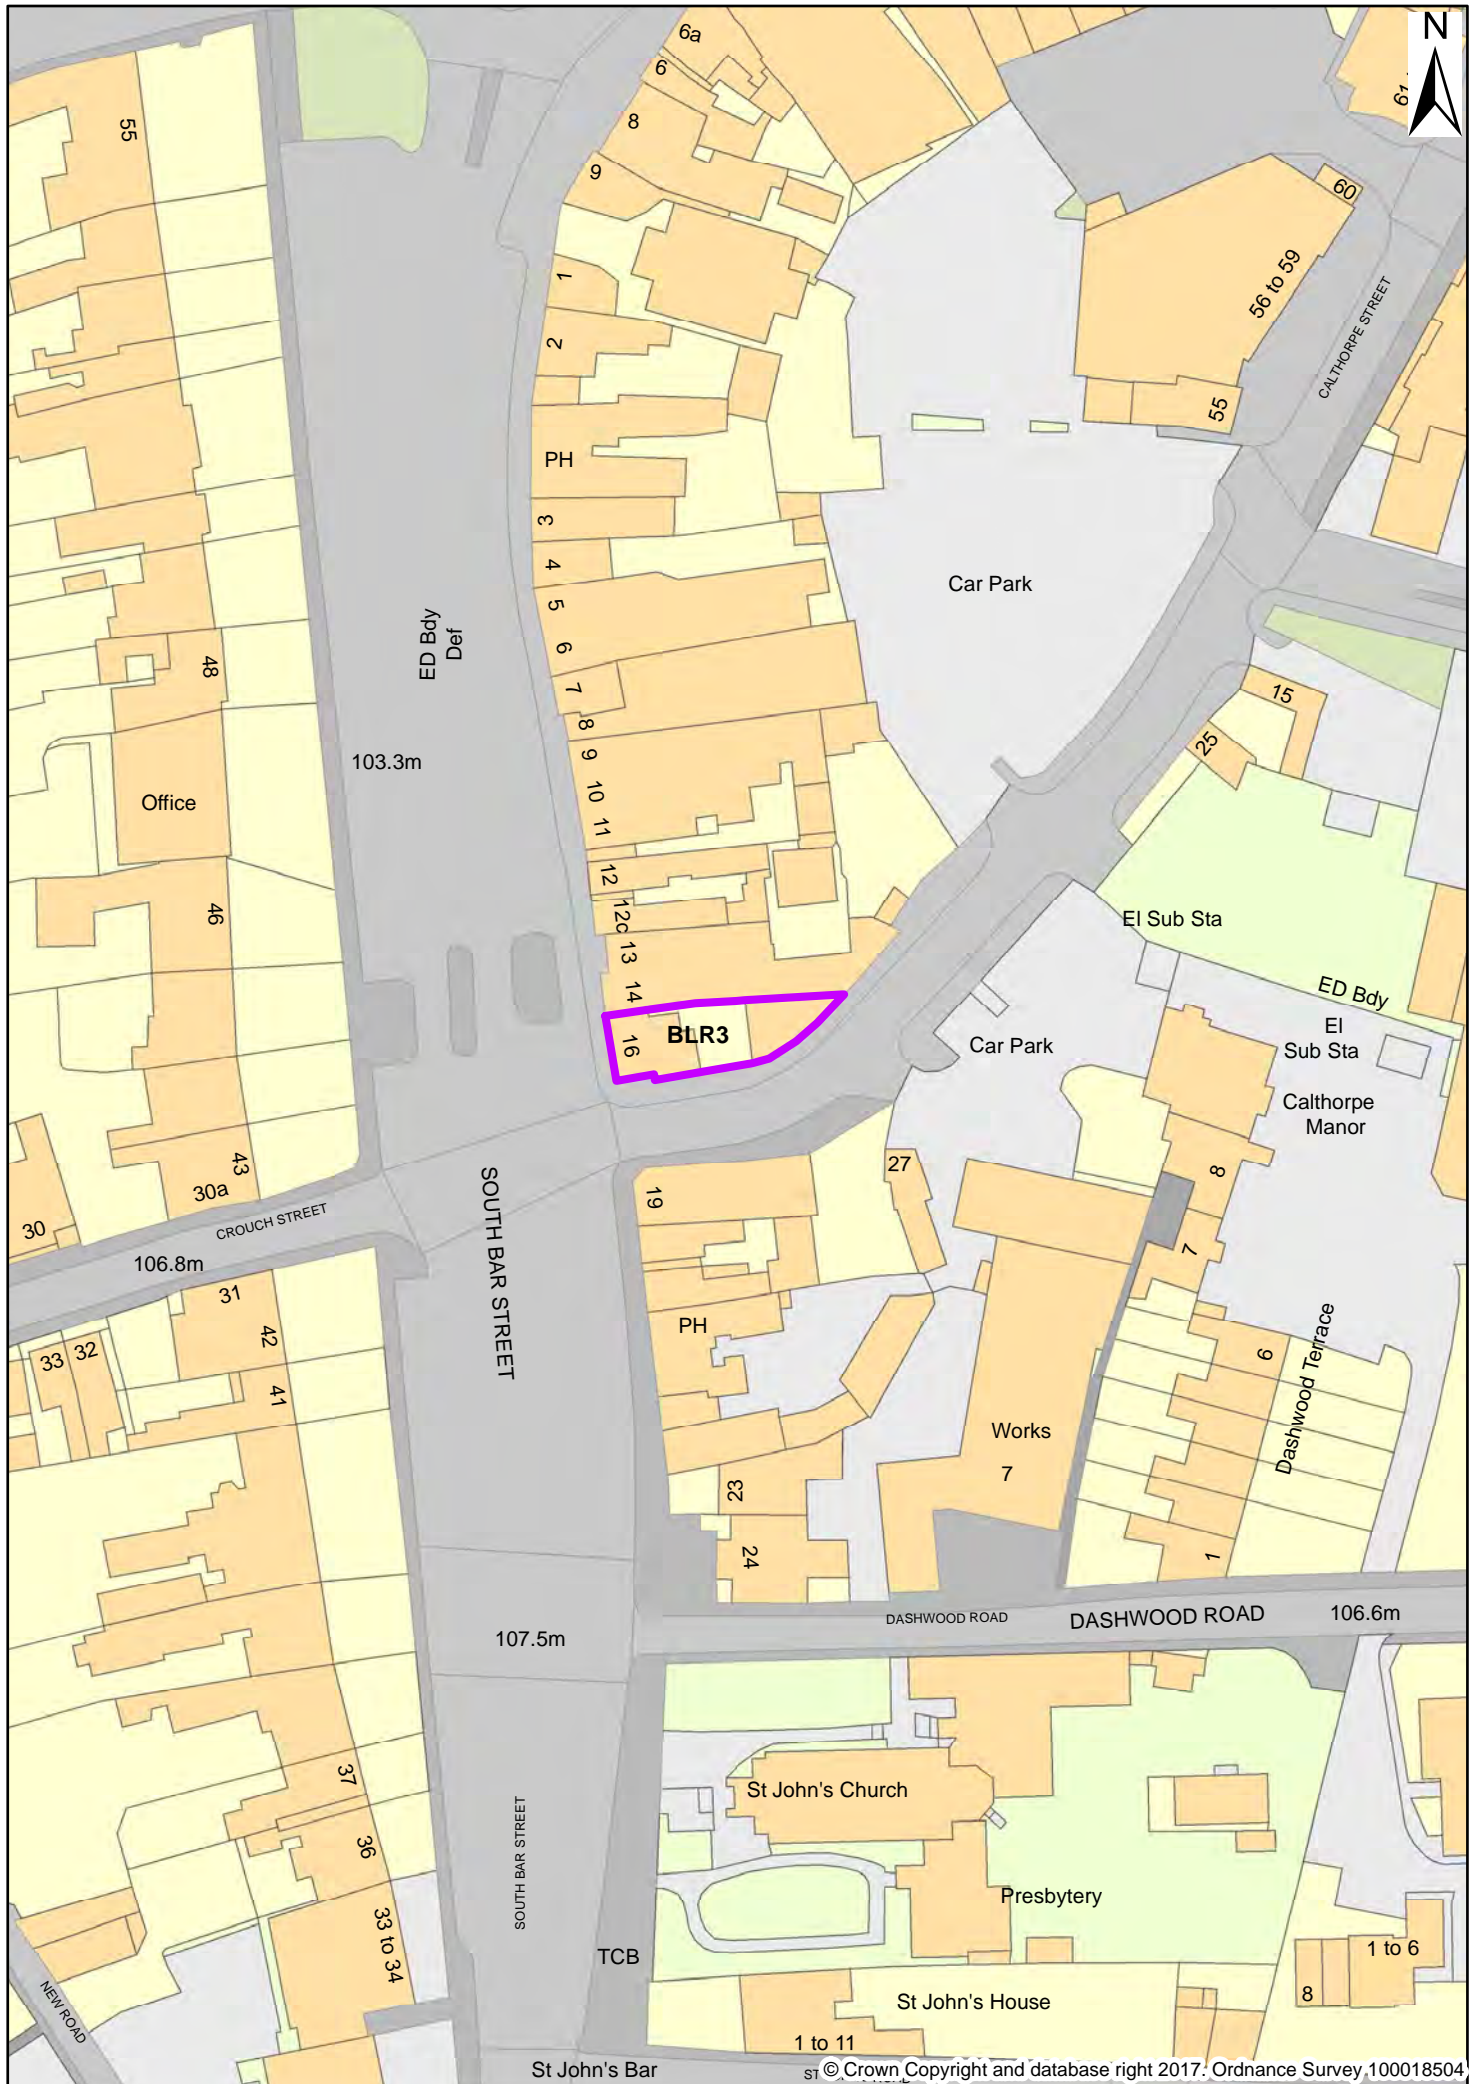 N
6a
6
61
8
55
9
60
1
56 to 59
CALTHORPE STREET
2
55
PH
3
4
Car Park
5
ED Bdy
Def
6
48
7
15
8
25
9
103.3m
10
Office
11
12
46
12c
El Sub Sta
13
14
ED Bdy
16
BLR3
Car Park
El
Sub Sta
Calthorpe
Manor
43
30a
27
8
19
30
CROUCH STREET
SOUTH BAR STREET
106.8m
7
31
42
PH
33
32
6
Dashwood Terrace
41
Works
7
23
24
1
DASHWOOD ROAD
DASHWOOD ROAD
106.6m
107.5m
37
St John's Church
36
SOUTH BAR STREET
Presbytery
33 to 34
TCB
1 to 6
8
NEW ROAD
St John's House
1 to 11
St John's Bar
© Crown Copyright and database right 2017. Ordnance Survey 100018504